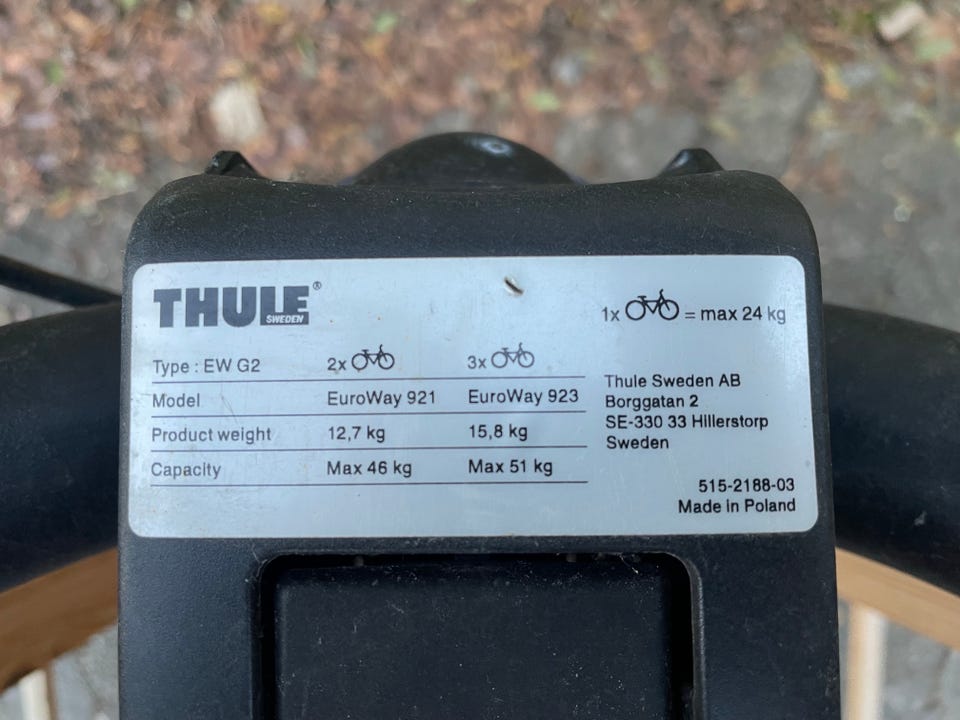 THULE®
SWEDEN
1x = max 24 kg
Type : EW G2 2x 3x
Model EuroWay 921 EuroWay 923
Product weight 12,7 kg 15,8 kg
Capacity Max 46 kg Max 51 kg
Thule Sweden AB
Borggatan 2
SE-330 33 Hillerstorp
Sweden
515-2188-03
Made in Poland